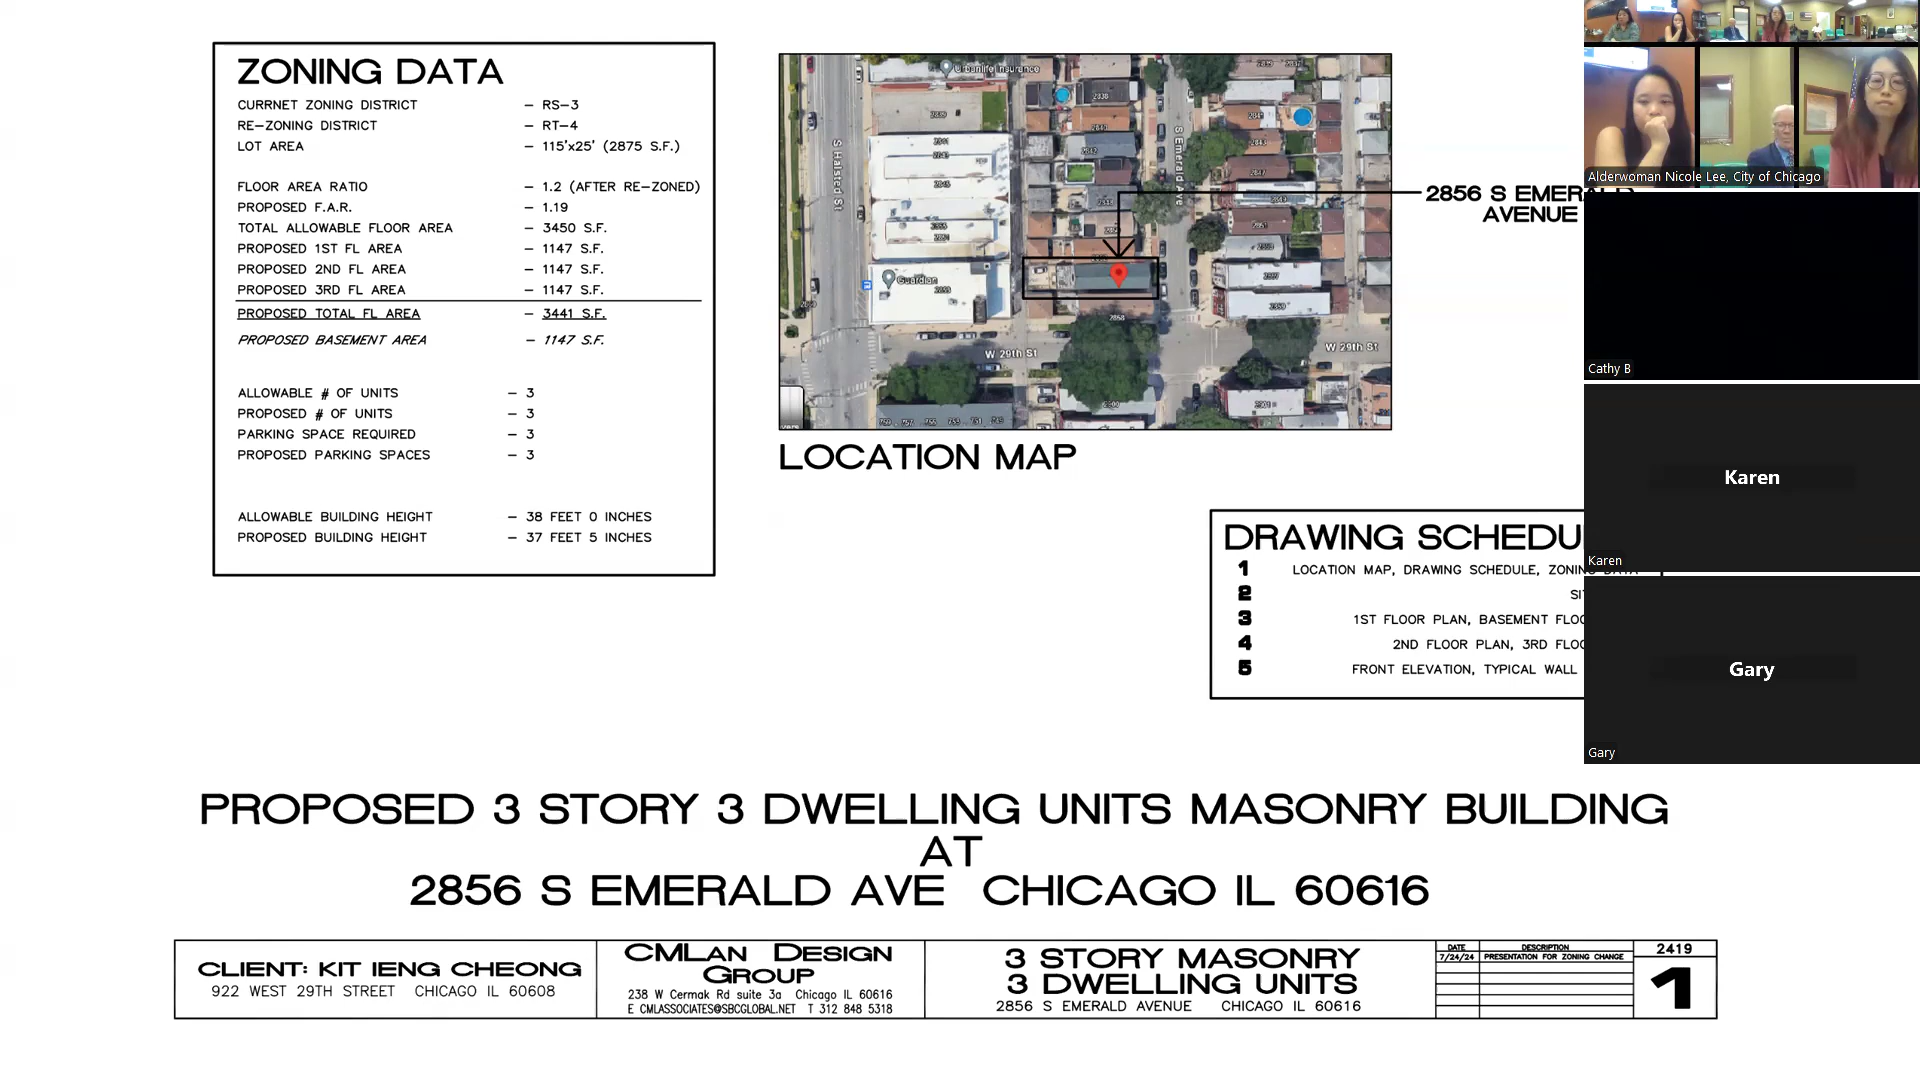 ZONING DATA
CURRNET ZONING DISTRICT – RS-3
RE-ZONING DISTRICT – RT-4
LOT AREA – 115'x25' (2875 S.F.)
FLOOR AREA RATIO – 1.2 (AFTER RE-ZONED)
PROPOSED F.A.R. – 1.19
TOTAL ALLOWABLE FLOOR AREA – 3450 S.F.
PROPOSED 1ST FL AREA – 1147 S.F.
PROPOSED 2ND FL AREA – 1147 S.F.
PROPOSED 3RD FL AREA – 1147 S.F.
PROPOSED TOTAL FL AREA – 3441 S.F.
PROPOSED BASEMENT AREA – 1147 S.F.
ALLOWABLE # OF UNITS – 3
PROPOSED # OF UNITS – 3
PARKING SPACE REQUIRED – 3
PROPOSED PARKING SPACES – 3
ALLOWABLE BUILDING HEIGHT – 38 FEET 0 INCHES
PROPOSED BUILDING HEIGHT – 37 FEET 5 INCHES
Urbanlife Insurance
S Halsted St
S Emerald Ave
Guardian
W 29th St
W 29th St
2856 S EMERALD
AVENUE
LOCATION MAP
DRAWING SCHEDU
1 LOCATION MAP, DRAWING SCHEDULE, ZONING DATA
2 SI
3 1ST FLOOR PLAN, BASEMENT FLOO
4 2ND FLOOR PLAN, 3RD FLOO
5 FRONT ELEVATION, TYPICAL WALL
Alderwoman Nicole Lee, City of Chicago
Cathy B
Karen
Karen
Gary
Gary
PROPOSED 3 STORY 3 DWELLING UNITS MASONRY BUILDING
AT
2856 S EMERALD AVE CHICAGO IL 60616
CLIENT: KIT IENG CHEONG
922 WEST 29TH STREET CHICAGO IL 60608
CMLAN DESIGN
GROUP
238 W Cermak Rd suite 3a Chicago IL 60616
E CMLASSOCIATES@SBCGLOBAL.NET T 312 848 5318
3 STORY MASONRY
3 DWELLING UNITS
2856 S EMERALD AVENUE CHICAGO IL 60616
DATE DESCRIPTION
7/24/24 PRESENTATION FOR ZONING CHANGE
2419
1